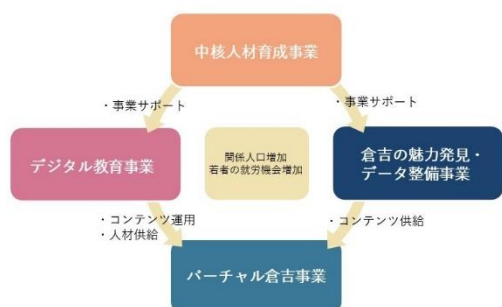 中核人材育成事業
・事業サポート
・事業サポート
デジタル教育事業
関係人口増加
若者の就労機会増加
倉吉の魅力発見・
データ整備事業
・コンテンツ運用
・人材供給
・コンテンツ供給
バーチャル倉吉事業